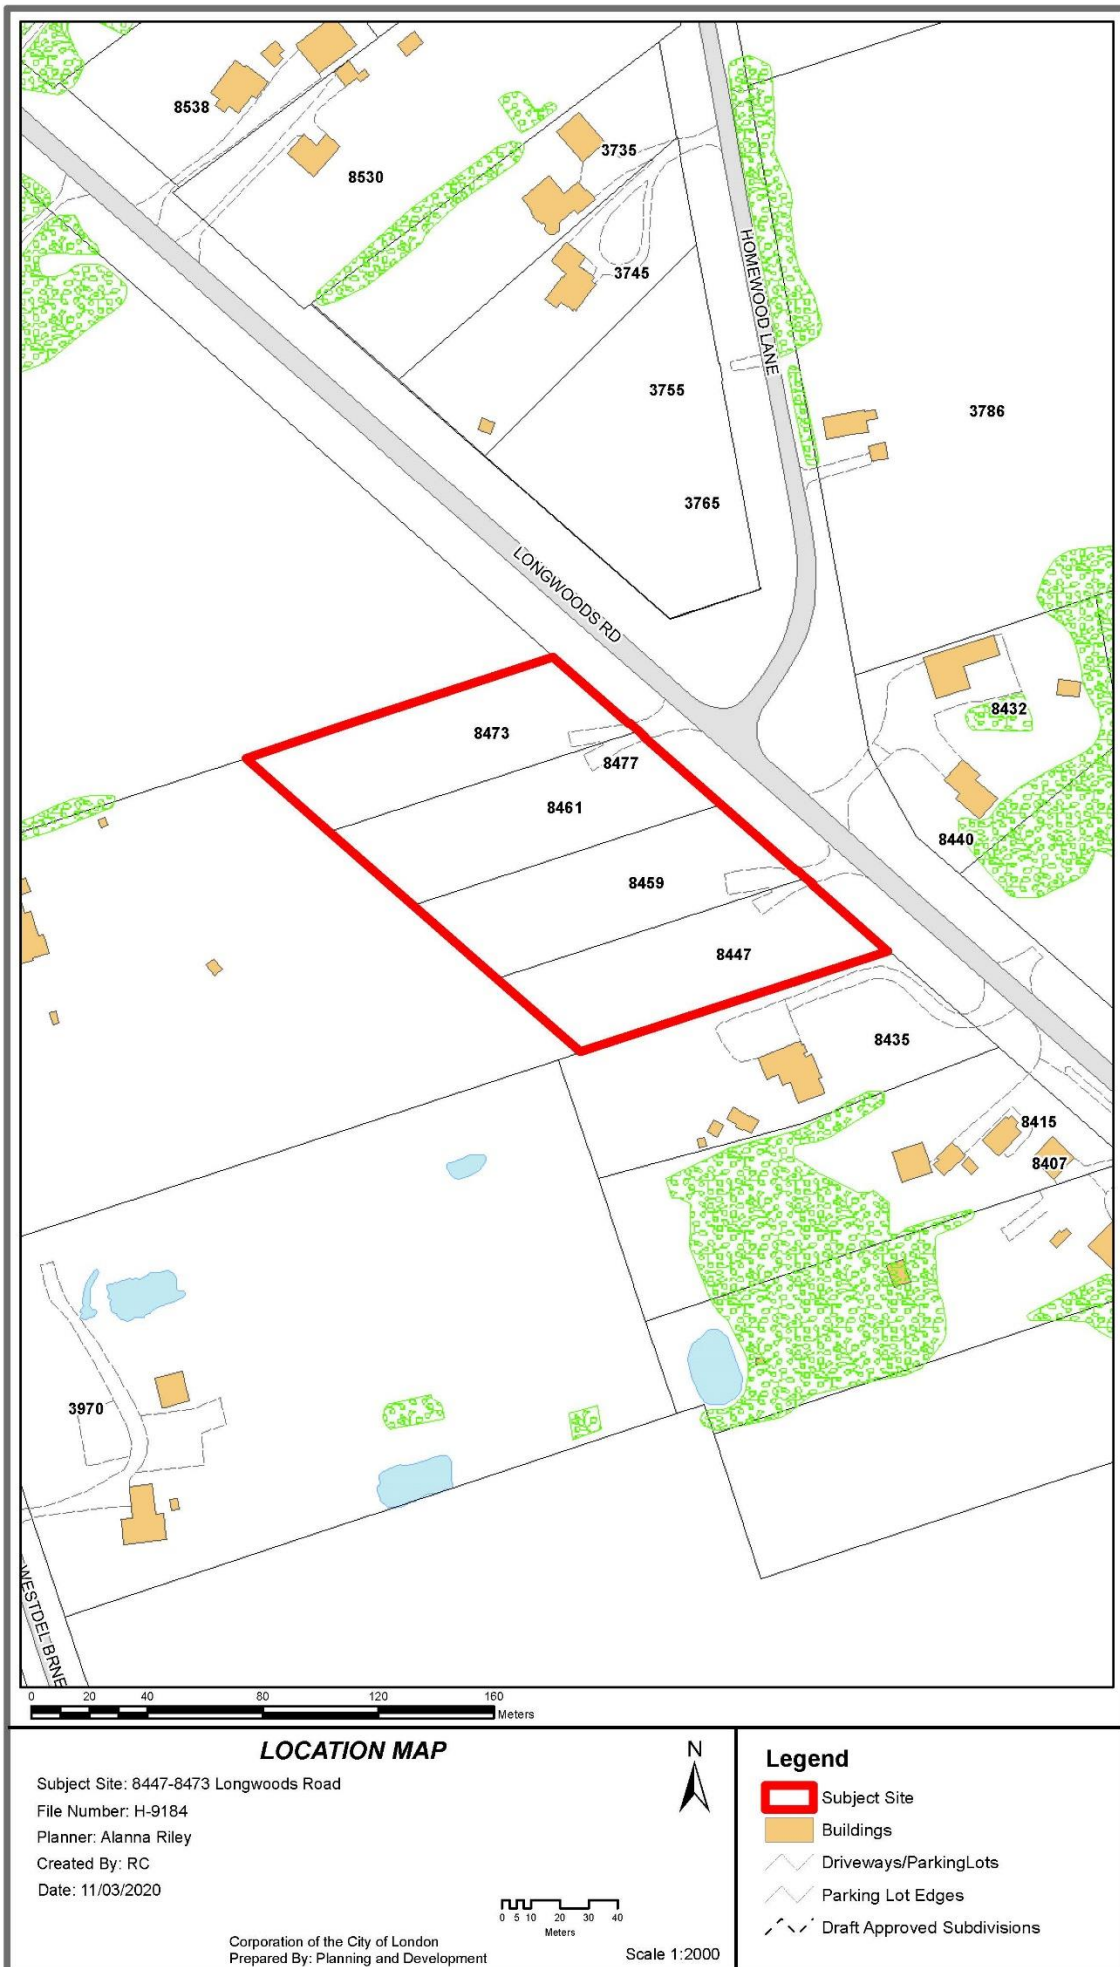 8538
8530
3735
3745
HOMEWOOD LANE
3755
3786
3765
LONGWOODS RD
8432
8473
8477
8461
8440
8459
8447
8435
8415
8407
3970
WESTDEL BRNE
0 20 40 80 120 160
Meters
LOCATION MAP
Subject Site: 8447-8473 Longwoods Road
File Number: H-9184
Planner: Alanna Riley
Created By: RC
Date: 11/03/2020
N
0 5 10 20 30 40
Meters
Corporation of the City of London
Prepared By: Planning and Development
Scale 1:2000
Legend
Subject Site
Buildings
Driveways/ParkingLots
Parking Lot Edges
Draft Approved Subdivisions